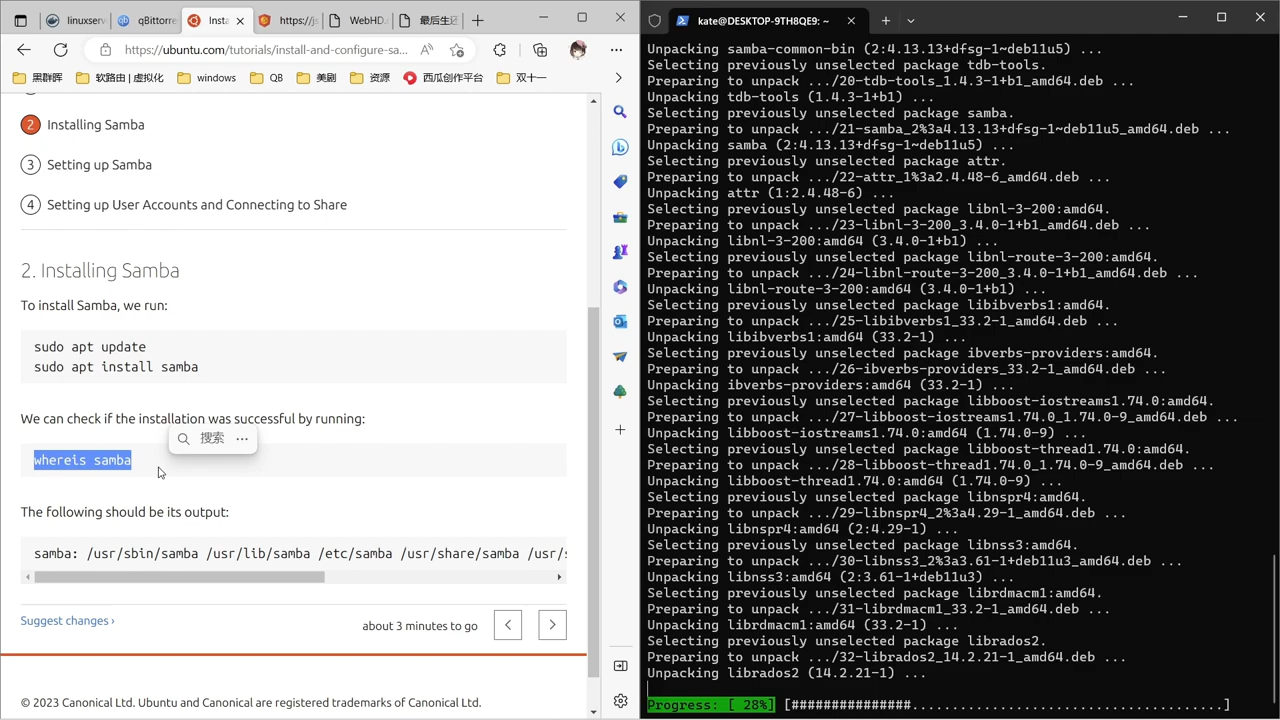 linuxserv
qBittorre
Insta
https://js
WebHD.
最后生还
https://ubuntu.com/tutorials/install-and-configure-sa...
黑群晖
软路由 | 虚拟化
windows
QB
美剧
资源
西瓜创作平台
双十一
2 Installing Samba
3 Setting up Samba
4 Setting up User Accounts and Connecting to Share
2. Installing Samba
To install Samba, we run:
sudo apt update
sudo apt install samba
We can check if the installation was successful by running:
搜索 ...
whereis samba
The following should be its output:
samba: /usr/sbin/samba /usr/lib/samba /etc/samba /usr/share/samba /usr/s
Suggest changes ›
about 3 minutes to go
© 2023 Canonical Ltd. Ubuntu and Canonical are registered trademarks of Canonical Ltd.
kate@DESKTOP-9TH8QE9: ~
Unpacking samba-common-bin (2:4.13.13+dfsg-1~deb11u5) ...
Selecting previously unselected package tdb-tools.
Preparing to unpack .../20-tdb-tools_1.4.3-1+b1_amd64.deb ...
Unpacking tdb-tools (1.4.3-1+b1) ...
Selecting previously unselected package samba.
Preparing to unpack .../21-samba_2%3a4.13.13+dfsg-1~deb11u5_amd64.deb ...
Unpacking samba (2:4.13.13+dfsg-1~deb11u5) ...
Selecting previously unselected package attr.
Preparing to unpack .../22-attr_1%3a2.4.48-6_amd64.deb ...
Unpacking attr (1:2.4.48-6) ...
Selecting previously unselected package libnl-3-200:amd64.
Preparing to unpack .../23-libnl-3-200_3.4.0-1+b1_amd64.deb ...
Unpacking libnl-3-200:amd64 (3.4.0-1+b1) ...
Selecting previously unselected package libnl-route-3-200:amd64.
Preparing to unpack .../24-libnl-route-3-200_3.4.0-1+b1_amd64.deb ...
Unpacking libnl-route-3-200:amd64 (3.4.0-1+b1) ...
Selecting previously unselected package libibverbs1:amd64.
Preparing to unpack .../25-libibverbs1_33.2-1_amd64.deb ...
Unpacking libibverbs1:amd64 (33.2-1) ...
Selecting previously unselected package ibverbs-providers:amd64.
Preparing to unpack .../26-ibverbs-providers_33.2-1_amd64.deb ...
Unpacking ibverbs-providers:amd64 (33.2-1) ...
Selecting previously unselected package libboost-iostreams1.74.0:amd64.
Preparing to unpack .../27-libboost-iostreams1.74.0_1.74.0-9_amd64.deb ...
Unpacking libboost-iostreams1.74.0:amd64 (1.74.0-9) ...
Selecting previously unselected package libboost-thread1.74.0:amd64.
Preparing to unpack .../28-libboost-thread1.74.0_1.74.0-9_amd64.deb ...
Unpacking libboost-thread1.74.0:amd64 (1.74.0-9) ...
Selecting previously unselected package libnspr4:amd64.
Preparing to unpack .../29-libnspr4_2%3a4.29-1_amd64.deb ...
Unpacking libnspr4:amd64 (2:4.29-1) ...
Selecting previously unselected package libnss3:amd64.
Preparing to unpack .../30-libnss3_2%3a3.61-1+deb11u3_amd64.deb ...
Unpacking libnss3:amd64 (2:3.61-1+deb11u3) ...
Selecting previously unselected package librdmacm1:amd64.
Preparing to unpack .../31-librdmacm1_33.2-1_amd64.deb ...
Unpacking librdmacm1:amd64 (33.2-1) ...
Selecting previously unselected package librados2.
Preparing to unpack .../32-librados2_14.2.21-1_amd64.deb ...
Unpacking librados2 (14.2.21-1) ...
Progress: [ 28%] [###############.......................................]